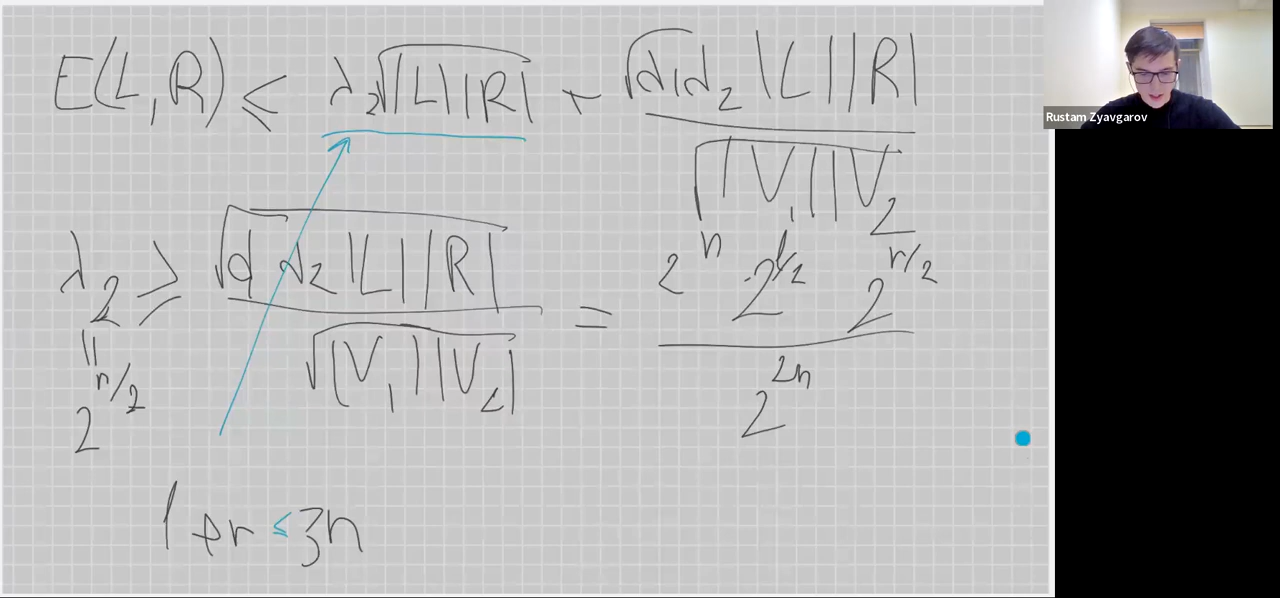 E(L,R) ≤ λ₂√|L||R| + √d₁d₂ |L||R| / √|V₁||V₂|
λ₂ ≥ √d d₂ |L||R| / √|V₁||V₂| = 2ⁿ · 2^{l/2} 2^{r/2} / 2^{2n}
||
2^{n/2}
l + r ≤ 3n
Rustam Zyavgarov